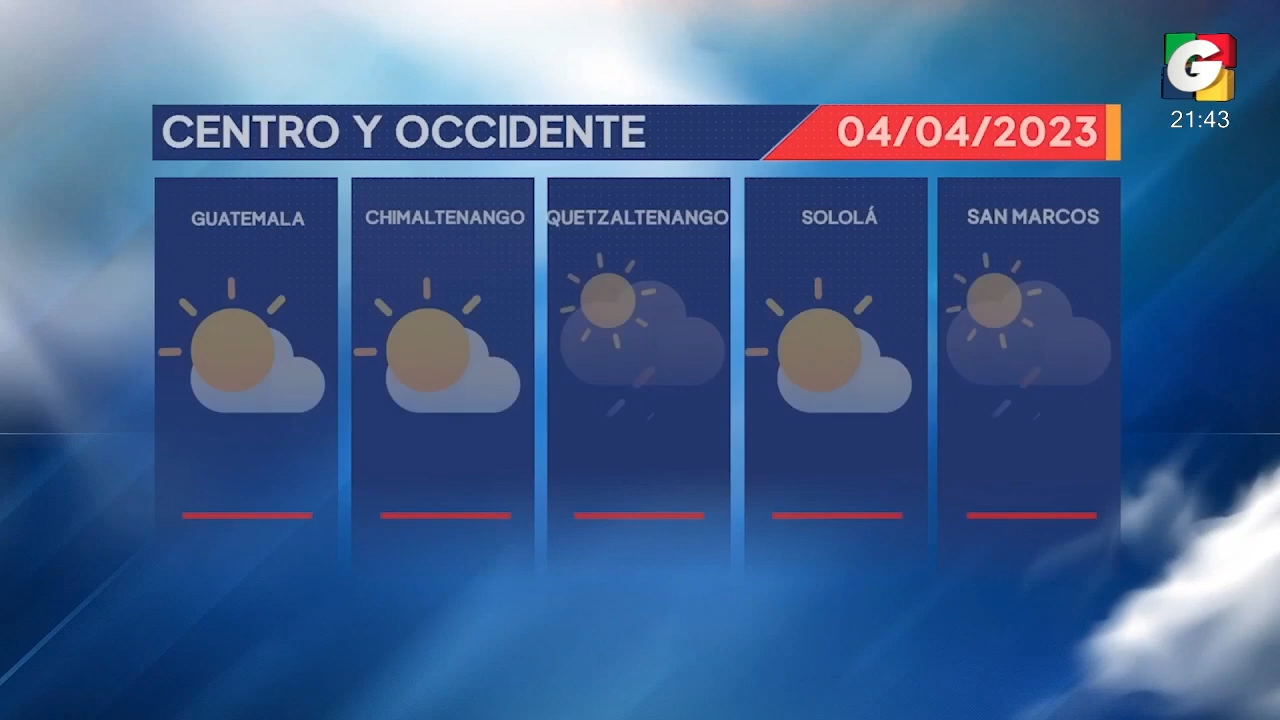 G
21:43
CENTRO Y OCCIDENTE
04/04/2023
GUATEMALA
CHIMALTENANGO
QUETZALTENANGO
SOLOLÁ
SAN MARCOS